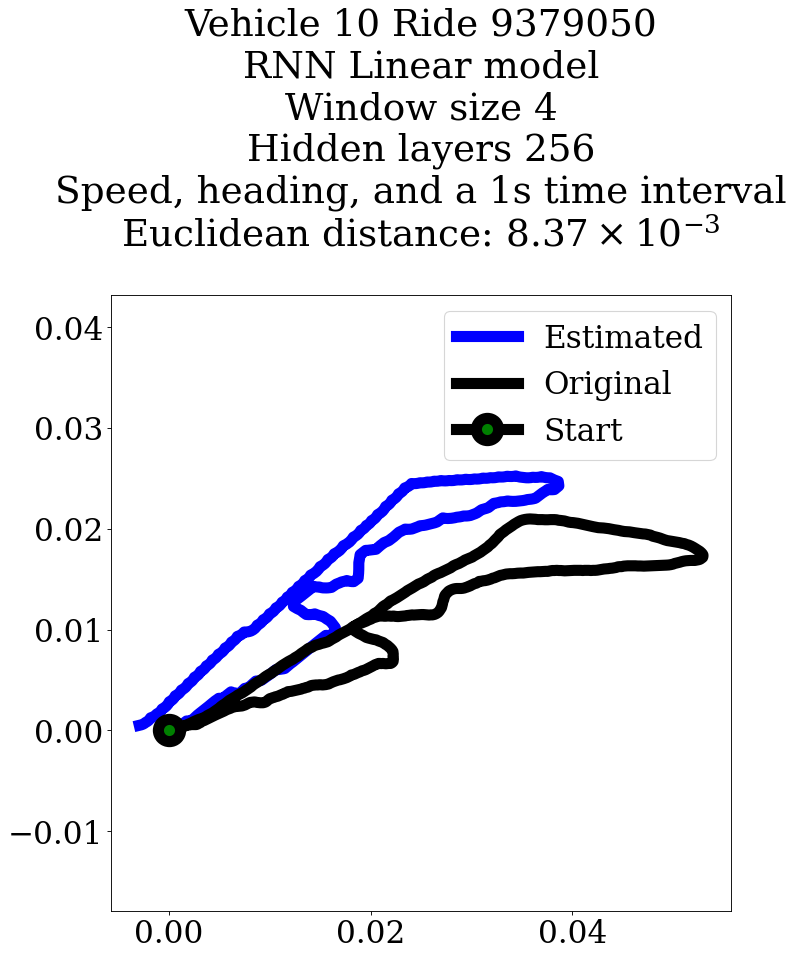 Vehicle 10 Ride 9379050
RNN Linear model
Window size 4
Hidden layers 256
Speed, heading, and a 1s time interval
Euclidean distance: 8.37 × 10⁻³
Estimated
Original
Start
0.04
0.03
0.02
0.01
0.00
−0.01
0.00 0.02 0.04